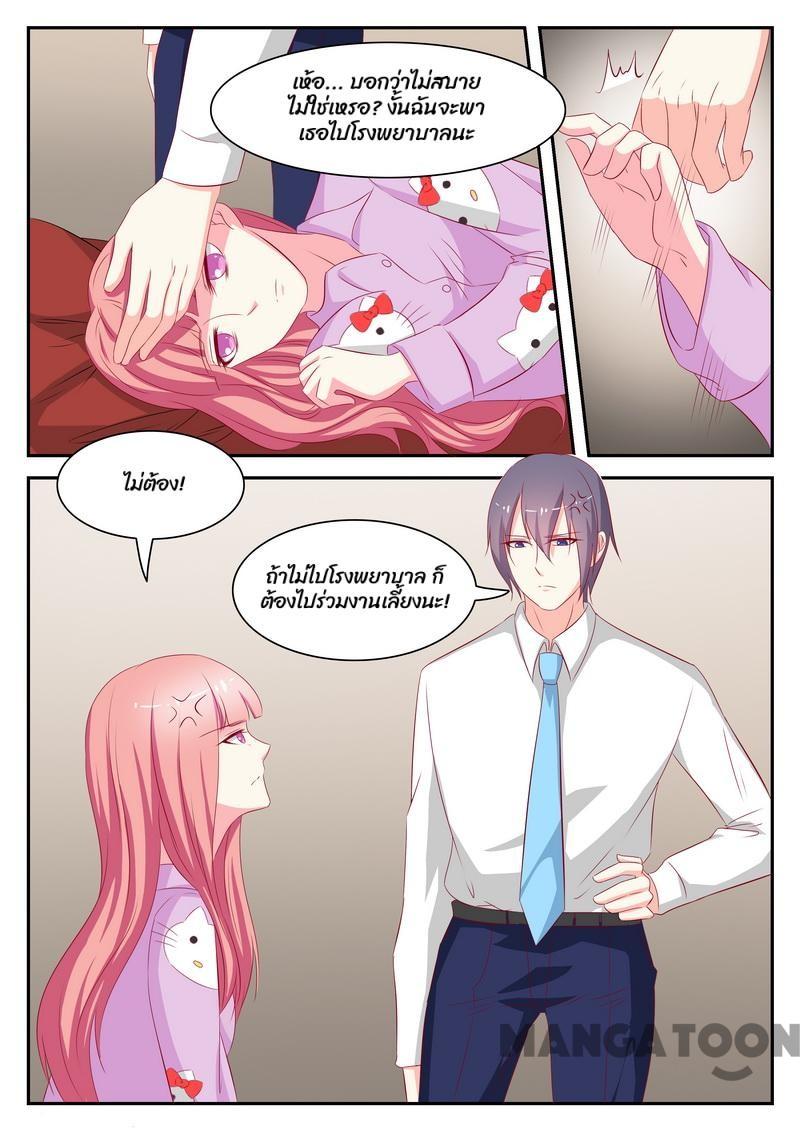 เห้อ... บอกว่าไม่สบาย
ไม่ใช่เหรอ? งั้นฉันจะพา
เธอไปโรงพยาบาลนะ
ไม่ต้อง!
ถ้าไม่ไปโรงพยาบาล ก็
ต้องไปร่วมงานเลี้ยงนะ!
MANGATOON